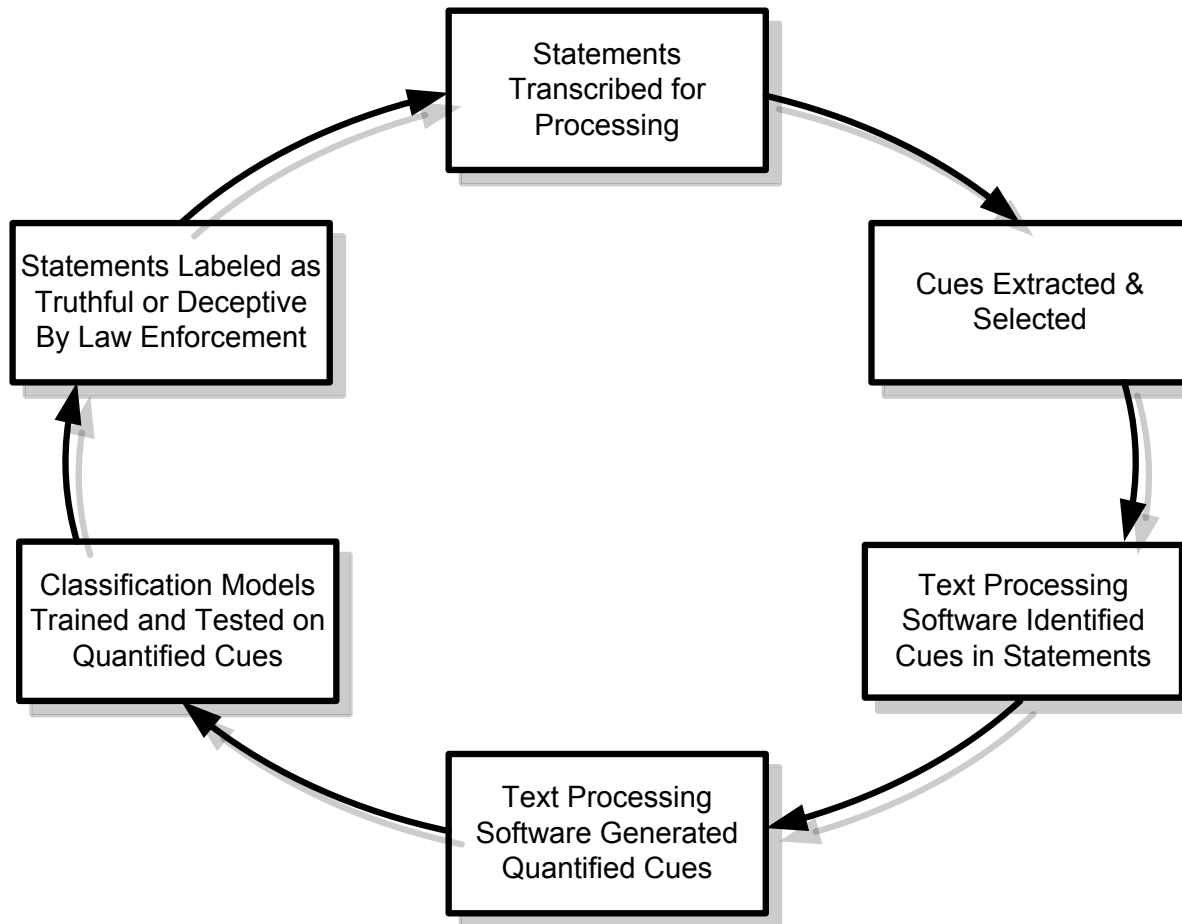 Statements
Transcribed for
Processing
Cues Extracted &
Selected
Text Processing
Software Identified
Cues in Statements
Text Processing
Software Generated
Quantified Cues
Classification Models
Trained and Tested on
Quantified Cues
Statements Labeled as
Truthful or Deceptive
By Law Enforcement